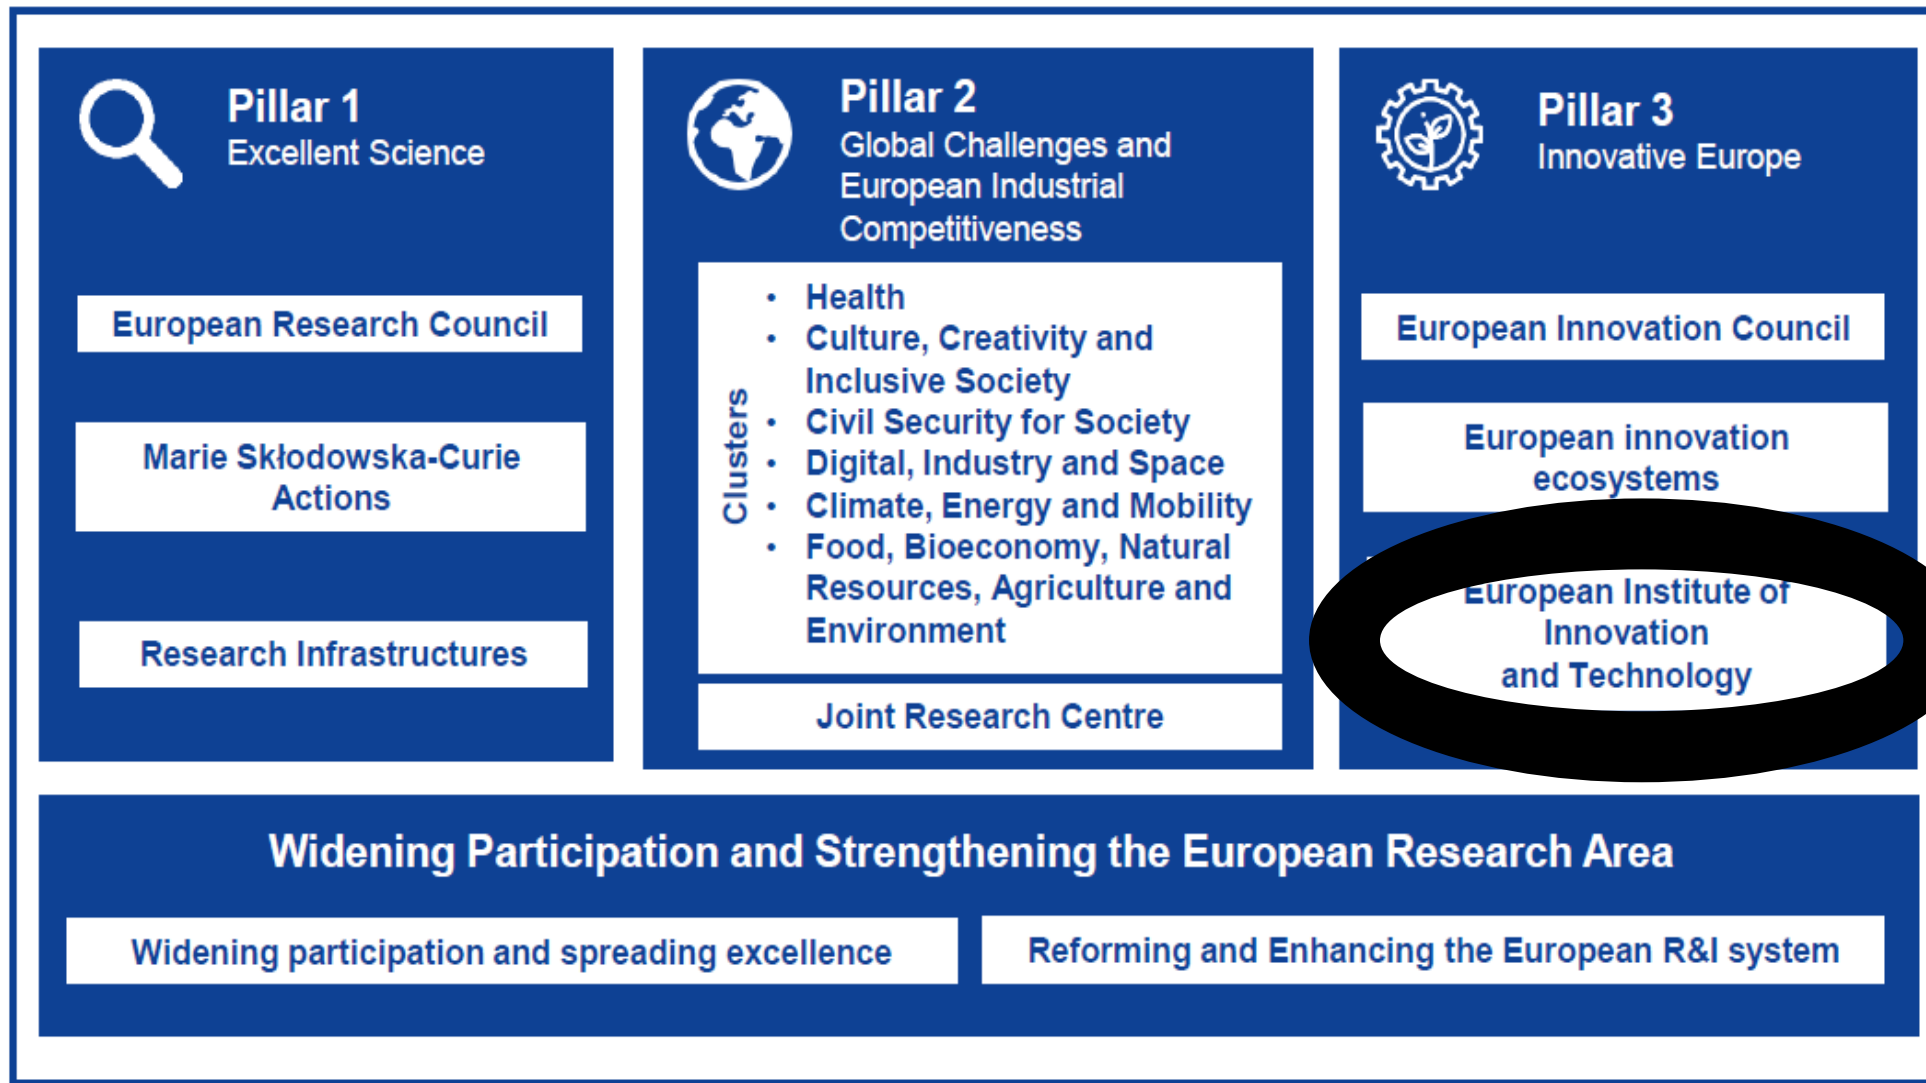 Pillar 1
Excellent Science
European Research Council
Marie Skłodowska-Curie
Actions
Research Infrastructures
Pillar 2
Global Challenges and
European Industrial
Competitiveness
Clusters
• Health
• Culture, Creativity and
Inclusive Society
• Civil Security for Society
• Digital, Industry and Space
• Climate, Energy and Mobility
• Food, Bioeconomy, Natural
Resources, Agriculture and
Environment
Joint Research Centre
Pillar 3
Innovative Europe
European Innovation Council
European innovation
ecosystems
European Institute of
Innovation
and Technology
Widening Participation and Strengthening the European Research Area
Widening participation and spreading excellence
Reforming and Enhancing the European R&I system